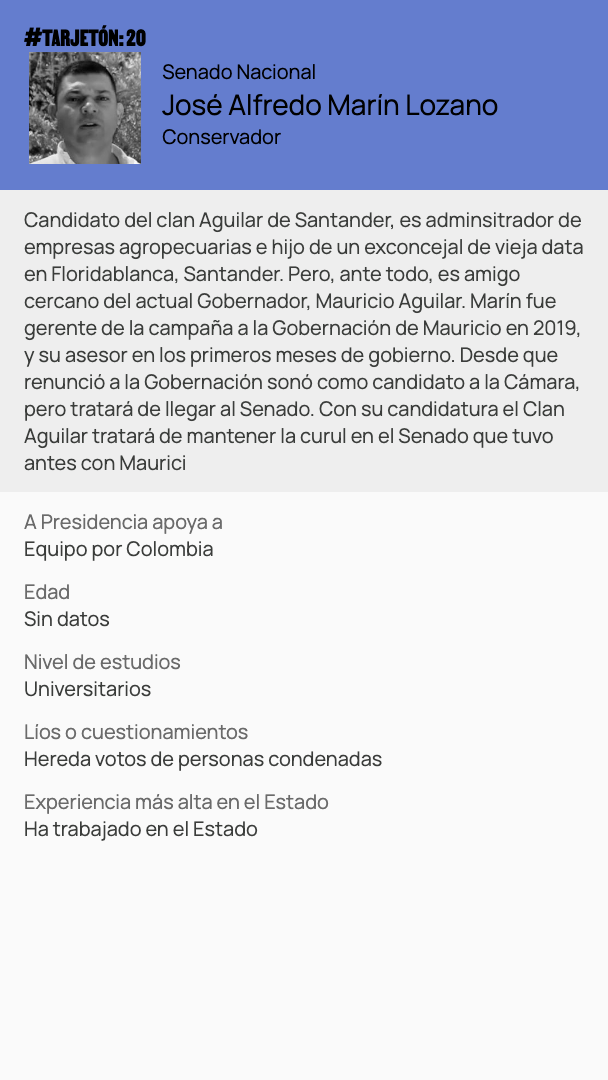 #TARJETÓN: 20
Senado Nacional
José Alfredo Marín Lozano
Conservador
Candidato del clan Aguilar de Santander, es adminsitrador de
empresas agropecuarias e hijo de un exconcejal de vieja data
en Floridablanca, Santander. Pero, ante todo, es amigo
cercano del actual Gobernador, Mauricio Aguilar. Marín fue
gerente de la campaña a la Gobernación de Mauricio en 2019,
y su asesor en los primeros meses de gobierno. Desde que
renunció a la Gobernación sonó como candidato a la Cámara,
pero tratará de llegar al Senado. Con su candidatura el Clan
Aguilar tratará de mantener la curul en el Senado que tuvo
antes con Maurici
A Presidencia apoya a
Equipo por Colombia
Edad
Sin datos
Nivel de estudios
Universitarios
Líos o cuestionamientos
Hereda votos de personas condenadas
Experiencia más alta en el Estado
Ha trabajado en el Estado